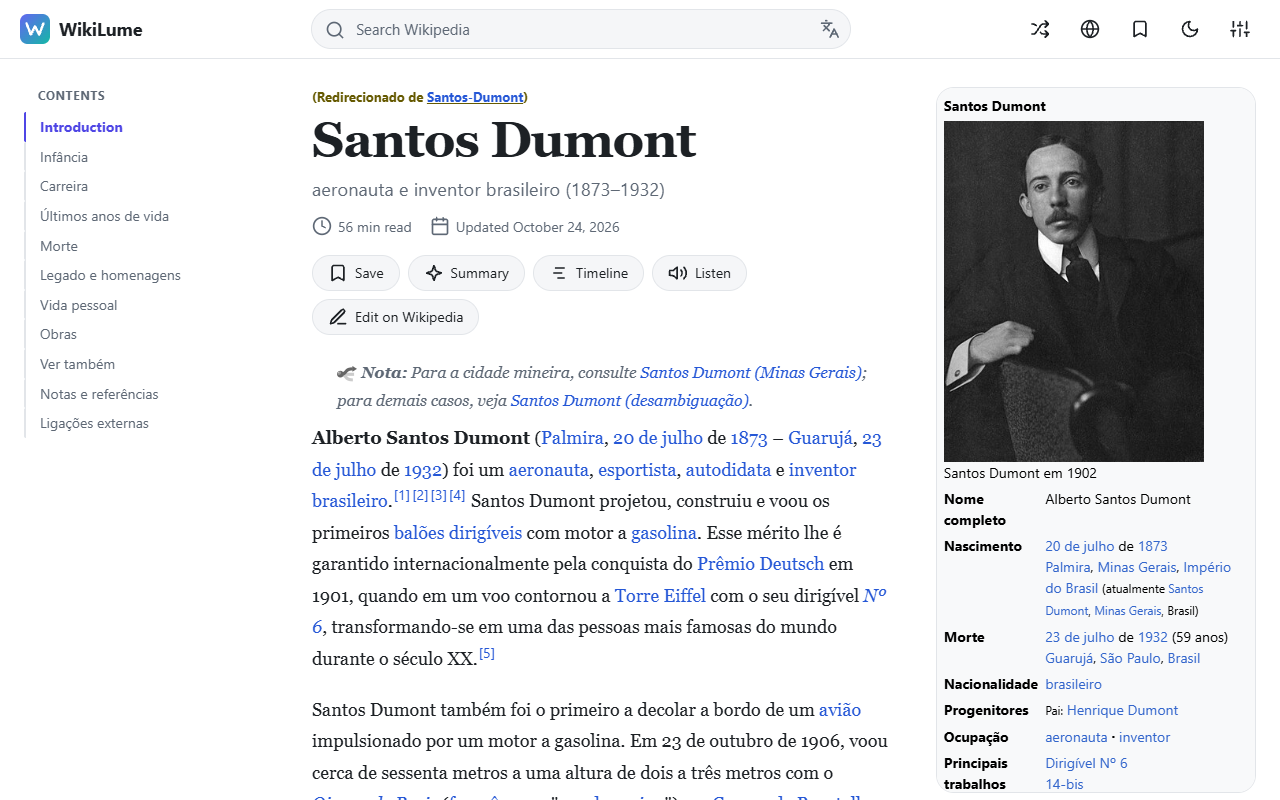 WikiLume
Search Wikipedia
CONTENTS
Introduction
Infância
Carreira
Últimos anos de vida
Morte
Legado e homenagens
Vida pessoal
Obras
Ver também
Notas e referências
Ligações externas
(Redirecionado de Santos-Dumont)
Santos Dumont
aeronauta e inventor brasileiro (1873–1932)
56 min read Updated October 24, 2026
Save Summary Timeline Listen
Edit on Wikipedia
Nota: Para a cidade mineira, consulte Santos Dumont (Minas Gerais);
para demais casos, veja Santos Dumont (desambiguação).
Alberto Santos Dumont (Palmira, 20 de julho de 1873 – Guarujá, 23
de julho de 1932) foi um aeronauta, esportista, autodidata e inventor
brasileiro.[1][2][3][4] Santos Dumont projetou, construiu e voou os
primeiros balões dirigíveis com motor a gasolina. Esse mérito lhe é
garantido internacionalmente pela conquista do Prêmio Deutsch em
1901, quando em um voo contornou a Torre Eiffel com o seu dirigível Nº
6, transformando-se em uma das pessoas mais famosas do mundo
durante o século XX.[5]
Santos Dumont também foi o primeiro a decolar a bordo de um avião
impulsionado por um motor a gasolina. Em 23 de outubro de 1906, voou
cerca de sessenta metros a uma altura de dois a três metros com o
Santos Dumont
Santos Dumont em 1902
Nome completo Alberto Santos Dumont
Nascimento 20 de julho de 1873
Palmira, Minas Gerais, Império
do Brasil (atualmente Santos
Dumont, Minas Gerais, Brasil)
Morte 23 de julho de 1932 (59 anos)
Guarujá, São Paulo, Brasil
Nacionalidade brasileiro
Progenitores Pai: Henrique Dumont
Ocupação aeronauta · inventor
Principais trabalhos Dirigível Nº 6
14-bis